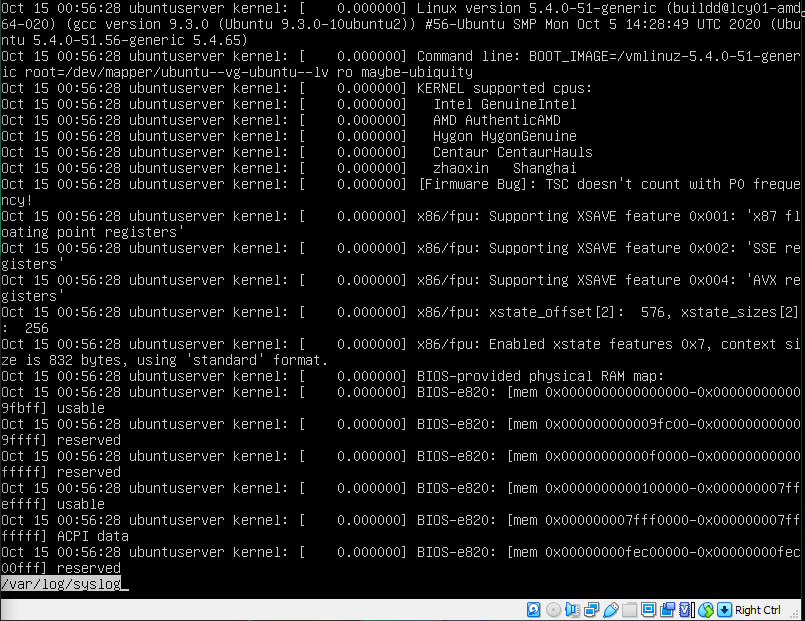 Oct 15 00:56:28 ubuntuserver kernel: [    0.000000] Linux version 5.4.0-51-generic (buildd@lcy01-amd
64-020) (gcc version 9.3.0 (Ubuntu 9.3.0-10ubuntu2)) #56-Ubuntu SMP Mon Oct 5 14:28:49 UTC 2020 (Ubu
ntu 5.4.0-51.56-generic 5.4.65)
Oct 15 00:56:28 ubuntuserver kernel: [    0.000000] Command line: BOOT_IMAGE=/vmlinuz-5.4.0-51-gener
ic root=/dev/mapper/ubuntu--vg-ubuntu--lv ro maybe-ubiquity
Oct 15 00:56:28 ubuntuserver kernel: [    0.000000] KERNEL supported cpus:
Oct 15 00:56:28 ubuntuserver kernel: [    0.000000]   Intel GenuineIntel
Oct 15 00:56:28 ubuntuserver kernel: [    0.000000]   AMD AuthenticAMD
Oct 15 00:56:28 ubuntuserver kernel: [    0.000000]   Hygon HygonGenuine
Oct 15 00:56:28 ubuntuserver kernel: [    0.000000]   Centaur CentaurHauls
Oct 15 00:56:28 ubuntuserver kernel: [    0.000000]   zhaoxin   Shanghai
Oct 15 00:56:28 ubuntuserver kernel: [    0.000000] [Firmware Bug]: TSC doesn't count with P0 freque
ncy!
Oct 15 00:56:28 ubuntuserver kernel: [    0.000000] x86/fpu: Supporting XSAVE feature 0x001: 'x87 fl
oating point registers'
Oct 15 00:56:28 ubuntuserver kernel: [    0.000000] x86/fpu: Supporting XSAVE feature 0x002: 'SSE re
gisters'
Oct 15 00:56:28 ubuntuserver kernel: [    0.000000] x86/fpu: Supporting XSAVE feature 0x004: 'AVX re
gisters'
Oct 15 00:56:28 ubuntuserver kernel: [    0.000000] x86/fpu: xstate_offset[2]:  576, xstate_sizes[2]
:  256
Oct 15 00:56:28 ubuntuserver kernel: [    0.000000] x86/fpu: Enabled xstate features 0x7, context si
ze is 832 bytes, using 'standard' format.
Oct 15 00:56:28 ubuntuserver kernel: [    0.000000] BIOS-provided physical RAM map:
Oct 15 00:56:28 ubuntuserver kernel: [    0.000000] BIOS-e820: [mem 0x0000000000000000-0x00000000000
9fbff] usable
Oct 15 00:56:28 ubuntuserver kernel: [    0.000000] BIOS-e820: [mem 0x000000000009fc00-0x00000000000
9ffff] reserved
Oct 15 00:56:28 ubuntuserver kernel: [    0.000000] BIOS-e820: [mem 0x00000000000f0000-0x00000000000
fffff] reserved
Oct 15 00:56:28 ubuntuserver kernel: [    0.000000] BIOS-e820: [mem 0x0000000000100000-0x000000007ff
effff] usable
Oct 15 00:56:28 ubuntuserver kernel: [    0.000000] BIOS-e820: [mem 0x000000007fff0000-0x000000007ff
fffff] ACPI data
Oct 15 00:56:28 ubuntuserver kernel: [    0.000000] BIOS-e820: [mem 0x00000000fec00000-0x00000000fec
00fff] reserved
/var/log/syslog
Right Ctrl